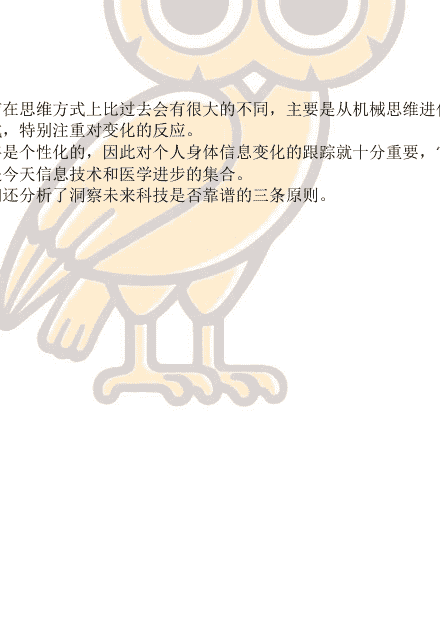 在思维方式上比过去会有很大的不同，主要是从机械思维进
，特别注重对变化的反应。
是个性化的，因此对个人身体信息变化的跟踪就十分重要，“
今天信息技术和医学进步的集合。
还分析了洞察未来科技是否靠谱的三条原则。